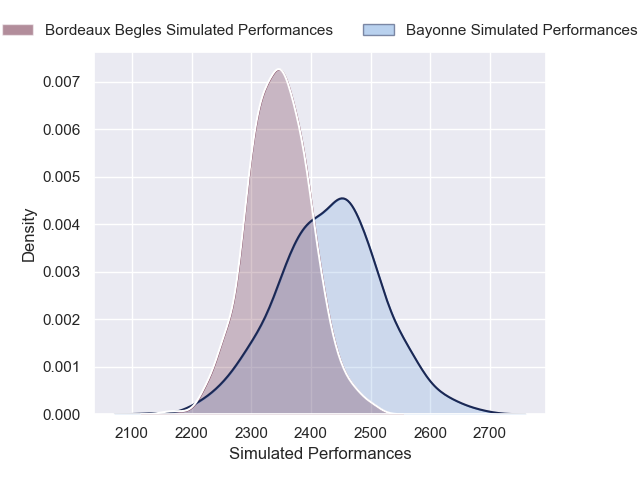 Bordeaux Begles Simulated Performances Bayonne Simulated Performances
0.007
0.006
0.005
0.004
0.003
0.002
0.001
0.000
Density
2100 2200 2300 2400 2500 2600 2700
Simulated Performances